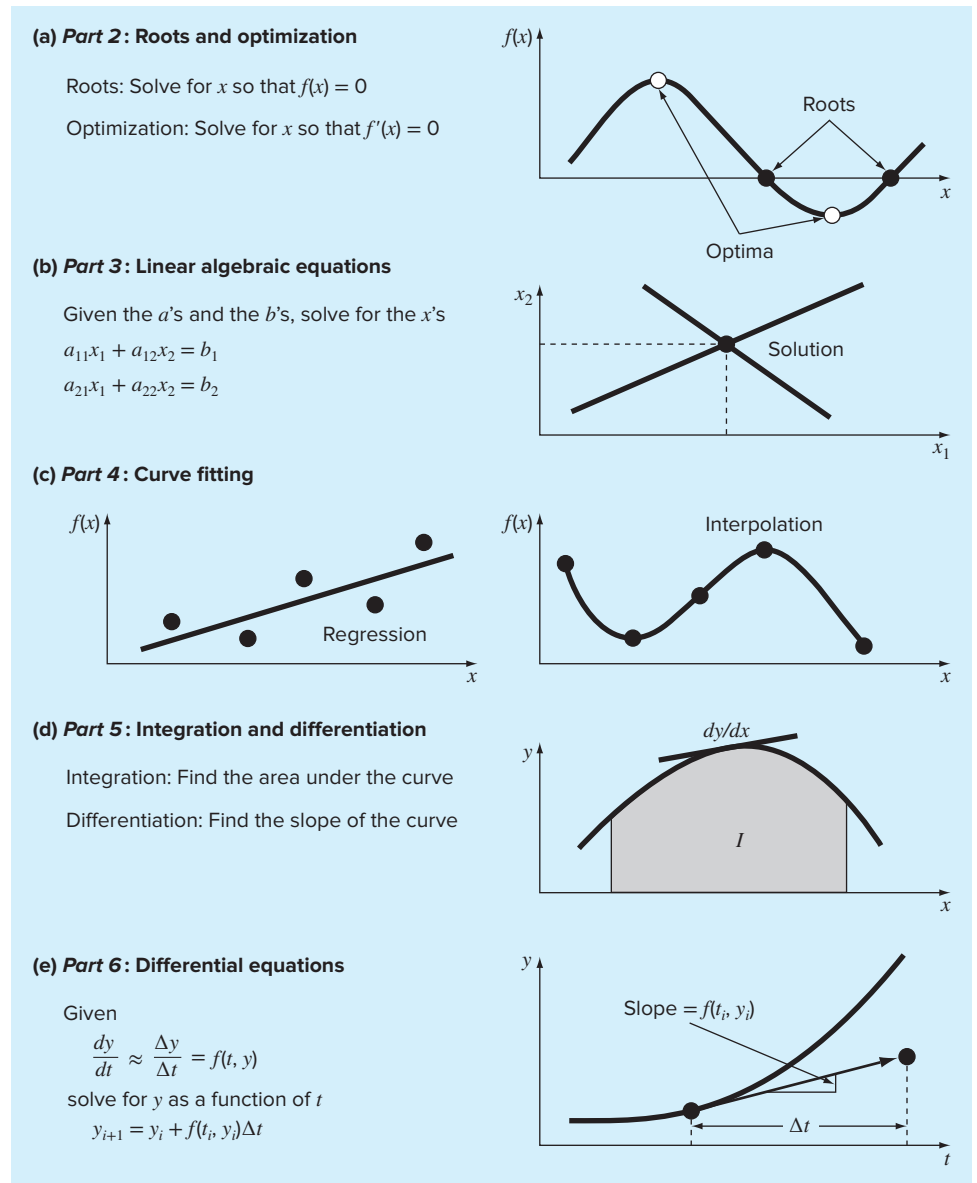 (a) Part 2: Roots and optimization
Roots: Solve for x so that f(x) = 0
Optimization: Solve for x so that f′(x) = 0
f(x)
Roots
x
Optima
(b) Part 3: Linear algebraic equations
Given the a's and the b's, solve for the x's
a₁₁x₁ + a₁₂x₂ = b₁
a₂₁x₁ + a₂₂x₂ = b₂
x₂
Solution
x₁
(c) Part 4: Curve fitting
f(x)
Regression
x
f(x)
Interpolation
x
(d) Part 5: Integration and differentiation
Integration: Find the area under the curve
Differentiation: Find the slope of the curve
y
dy/dx
I
x
(e) Part 6: Differential equations
Given
dy/dt ≈ Δy/Δt = f(t, y)
solve for y as a function of t
yᵢ₊₁ = yᵢ + f(tᵢ, yᵢ)Δt
y
Slope = f(tᵢ, yᵢ)
Δt
t